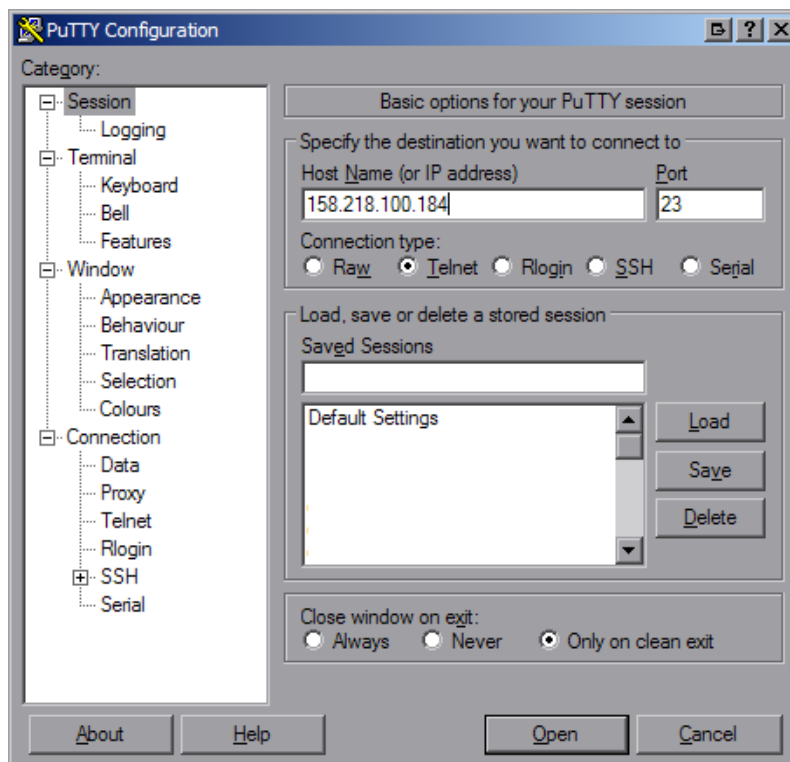 PuTTY Configuration
Category:
Session
Logging
Terminal
Keyboard
Bell
Features
Window
Appearance
Behaviour
Translation
Selection
Colours
Connection
Data
Proxy
Telnet
Rlogin
SSH
Serial
Basic options for your PuTTY session
Specify the destination you want to connect to
Host Name (or IP address) Port
158.218.100.184 23
Connection type:
Raw Telnet Rlogin SSH Serial
Load, save or delete a stored session
Saved Sessions
Default Settings
Load
Save
Delete
Close window on exit:
Always Never Only on clean exit
About Help Open Cancel